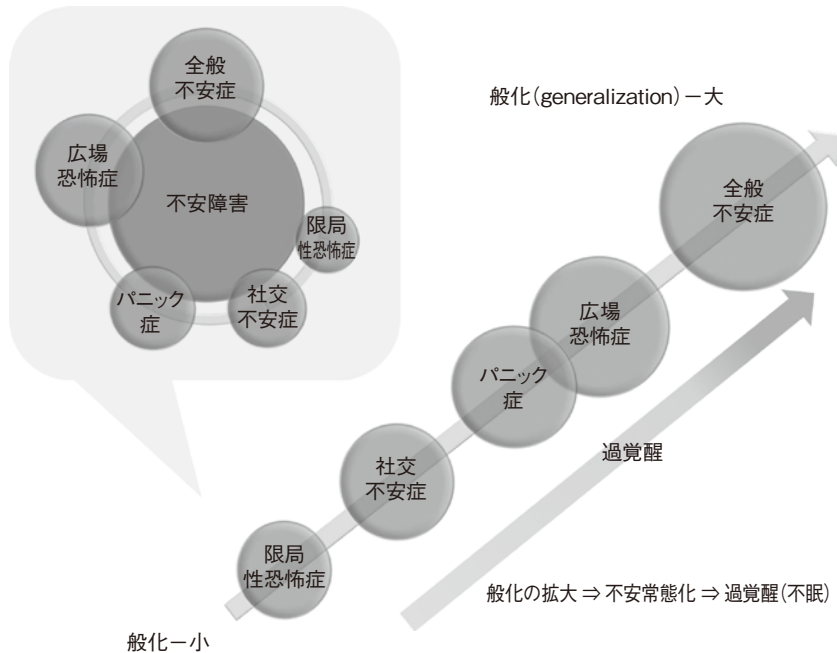 全般
不安症
広場
恐怖症
不安障害
限局
性恐怖症
パニック
症
社交
不安症
般化(generalization)－大
全般
不安症
広場
恐怖症
パニック
症
過覚醒
社交
不安症
限局
性恐怖症
般化の拡大 ⇒ 不安常態化 ⇒ 過覚醒(不眠)
般化－小